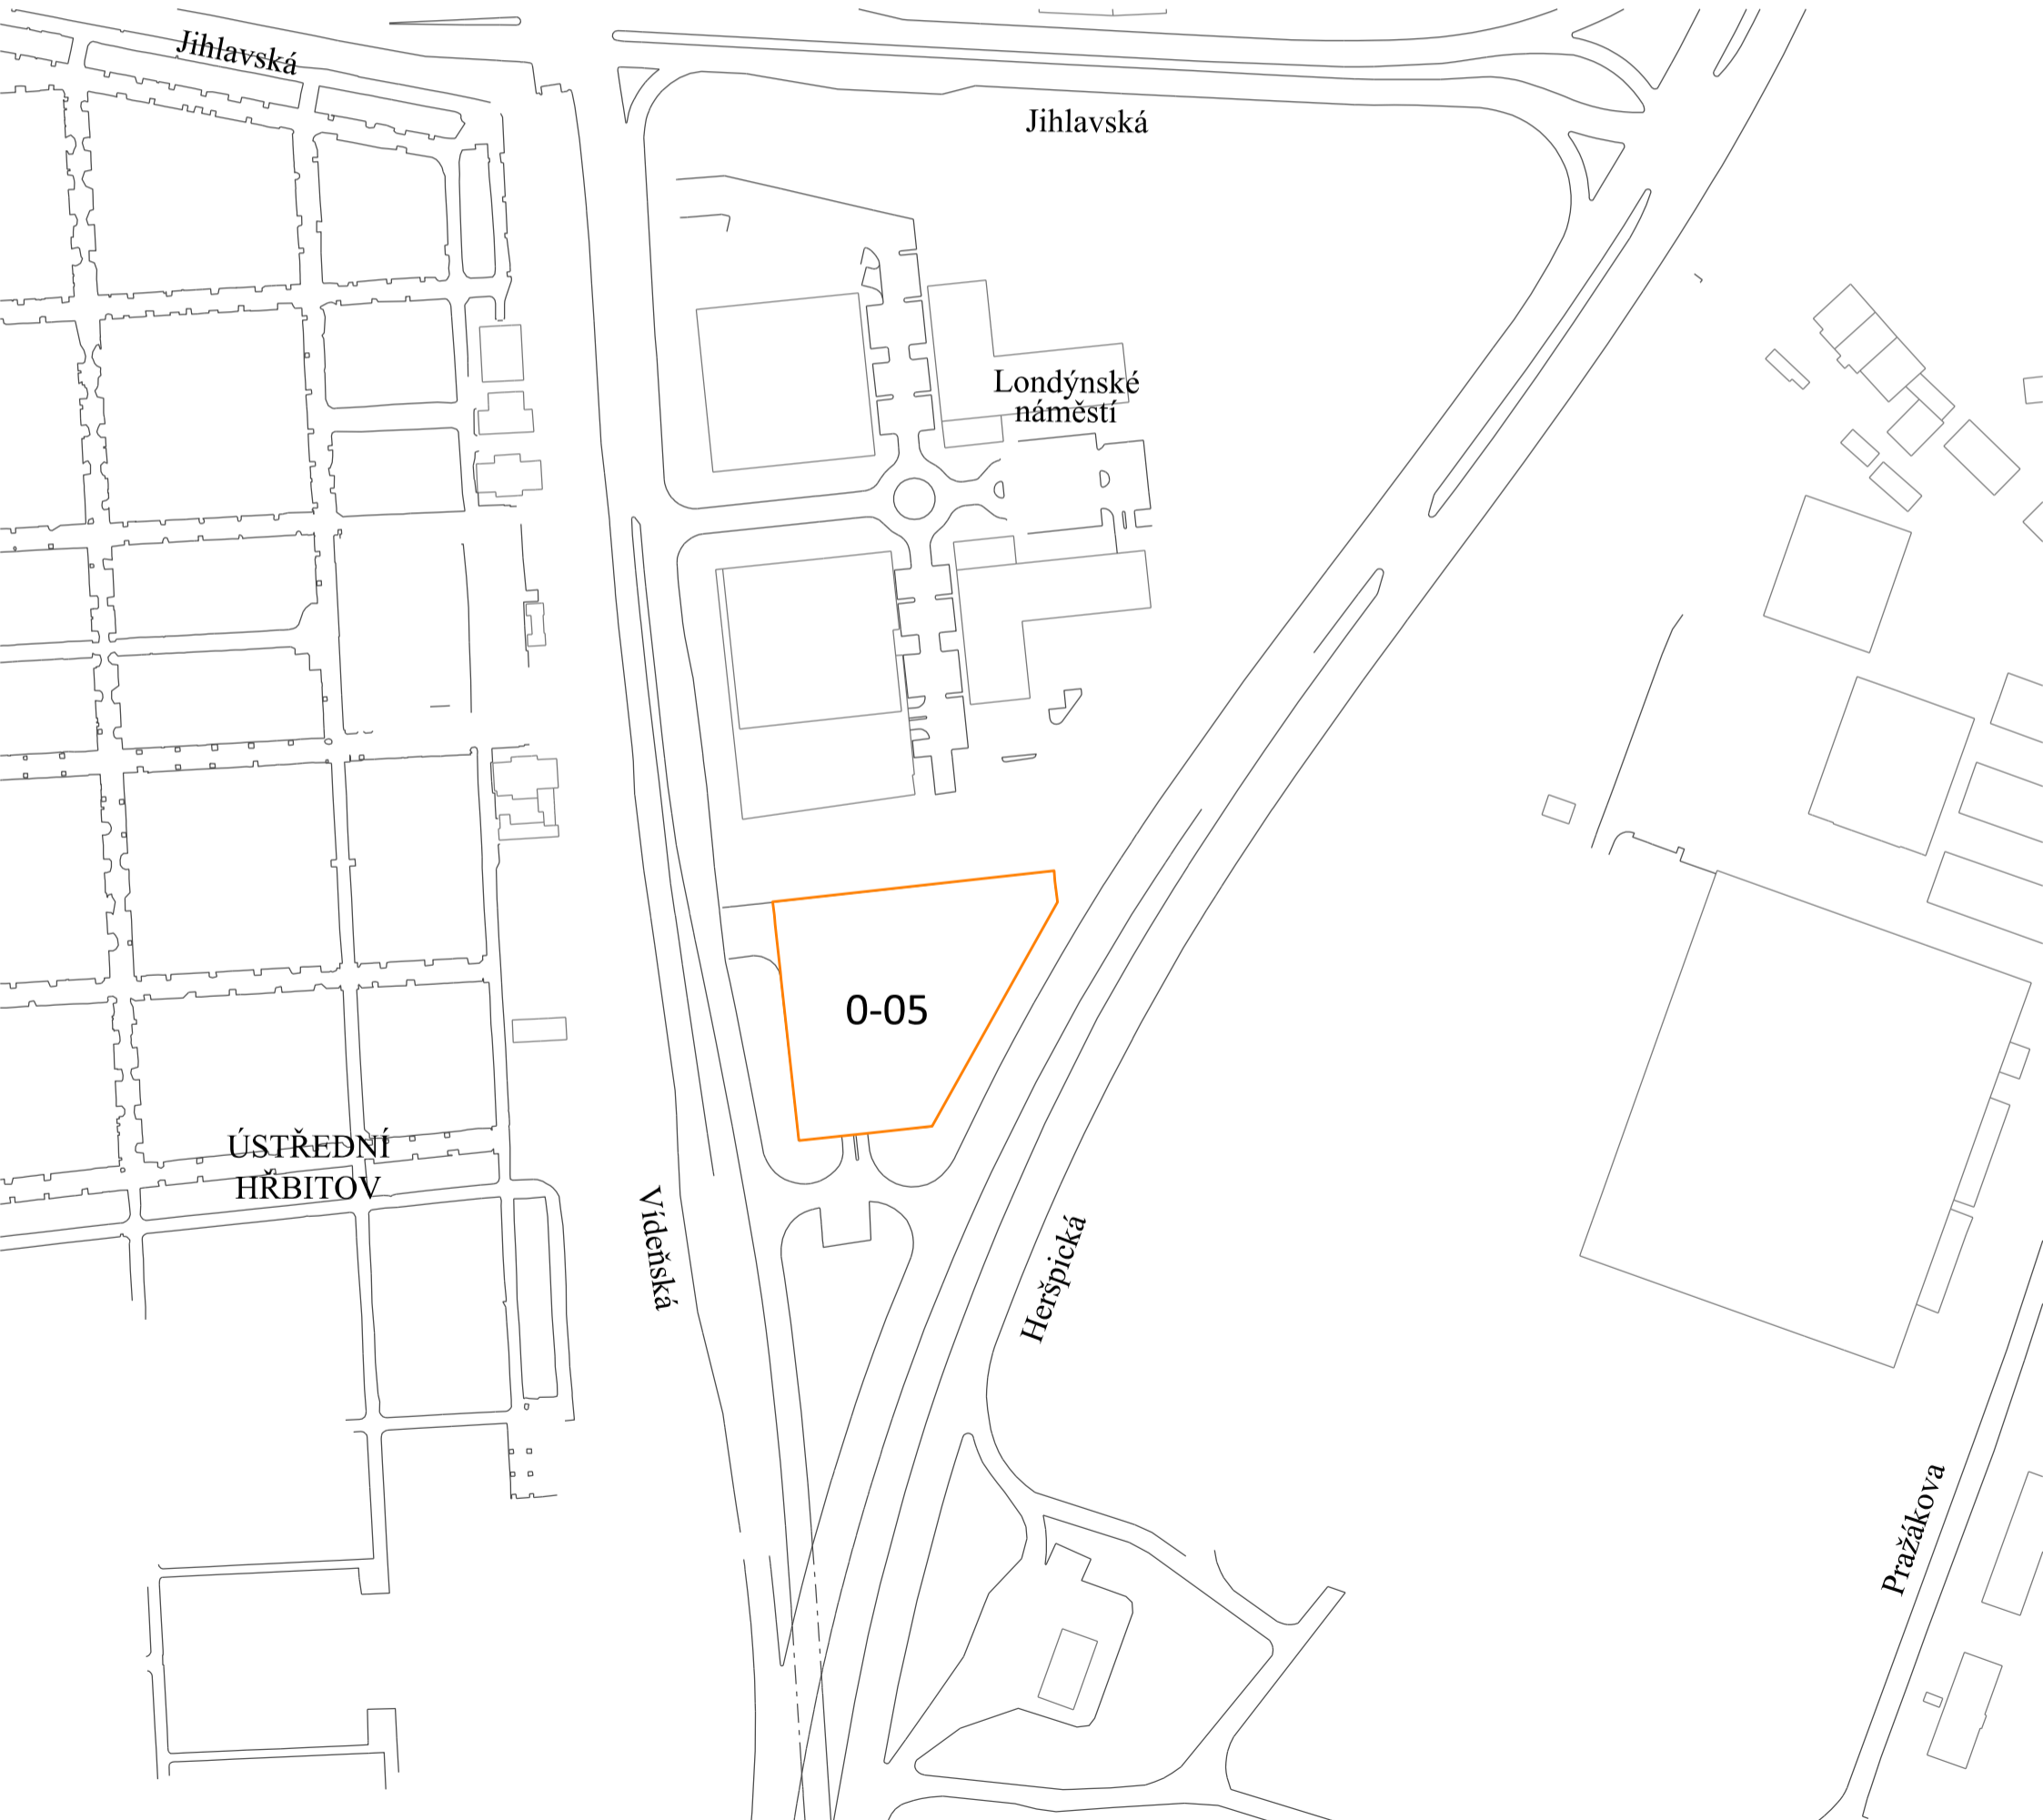 Jihlavská
Jihlavská
Londýnské
náměstí
0-05
ÚSTŘEDNÍ
HŘBITOV
Vídeňská
Heršpická
Pražákova